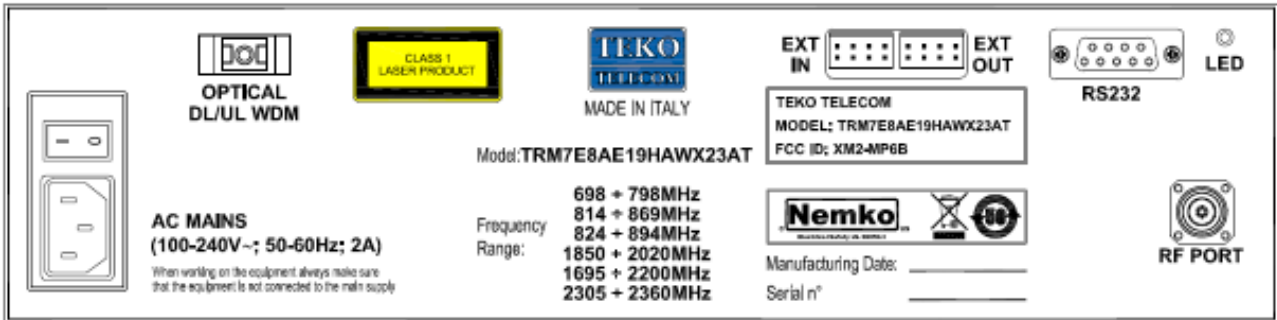 OPTICAL
DL/UL WDM
CLASS 1
LASER PRODUCT
TEKO
TELECOM
MADE IN ITALY
EXT
IN
EXT
OUT
RS232
LED
TEKO TELECOM
MODEL; TRM7E8AE19HAWX23AT
FCC ID; XM2-MP6B
Model:TRM7E8AE19HAWX23AT
AC MAINS
(100-240V~; 50-60Hz; 2A)
When working on the equipment always make sure
that the equipment is not connected to the main supply
Frequency
Range:
698 ÷ 798MHz
814 ÷ 869MHz
824 ÷ 894MHz
1850 ÷ 2020MHz
1695 ÷ 2200MHz
2305 ÷ 2360MHz
Nemko
50
Manufacturing Date:
Serial n°
RF PORT